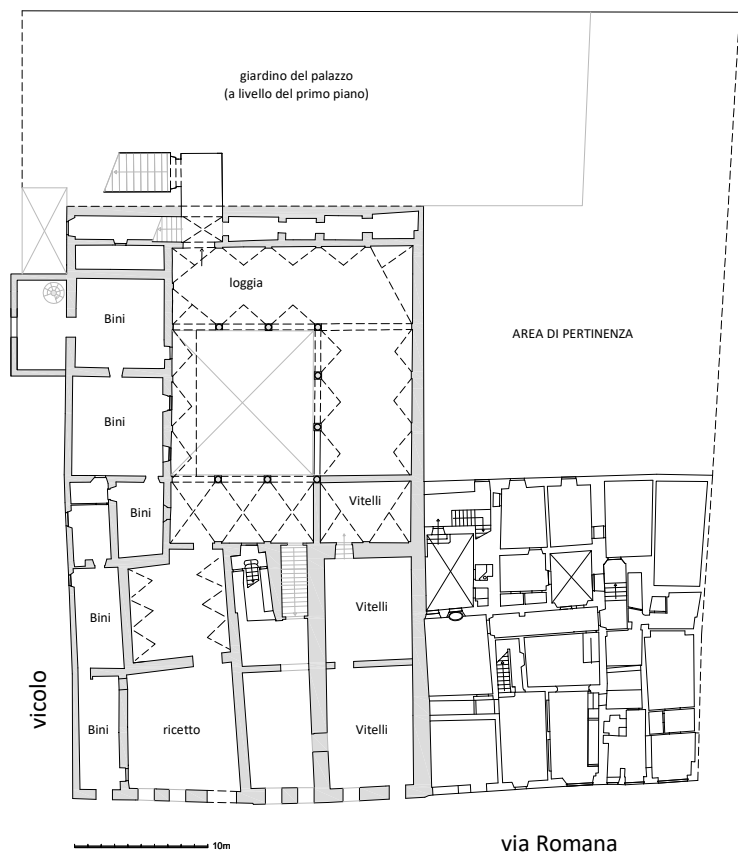 giardino del palazzo
(a livello del primo piano)
loggia
Bini
AREA DI PERTINENZA
Bini
Vitelli
Bini
Bini
Vitelli
vicolo
Bini
ricetto
Vitelli
10m
via Romana